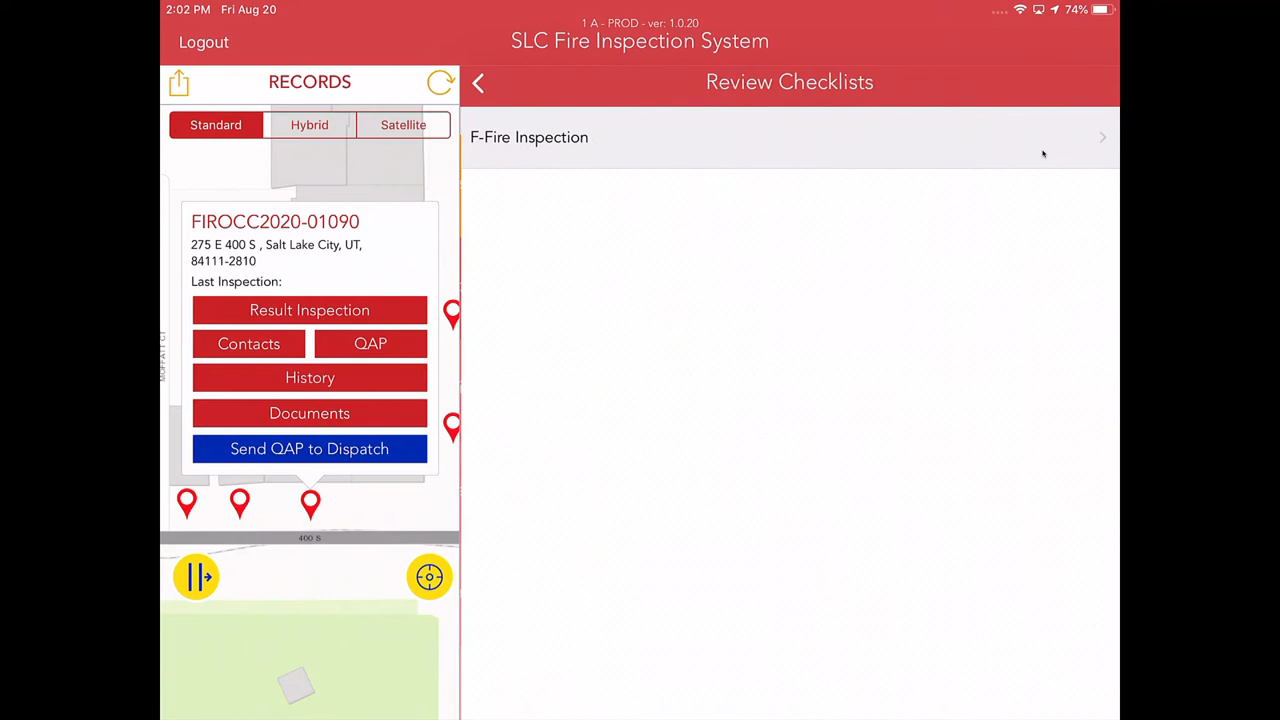 2:02 PM Fri Aug 20
74%
1 A - PROD - ver: 1.0.20
Logout
SLC Fire Inspection System
RECORDS
Review Checklists
Standard
Hybrid
Satellite
F-Fire Inspection
FIROCC2020-01090
275 E 400 S , Salt Lake City, UT,
84111-2810
Last Inspection:
Result Inspection
Contacts
QAP
History
Documents
Send QAP to Dispatch
MOFFATT CT
400 S